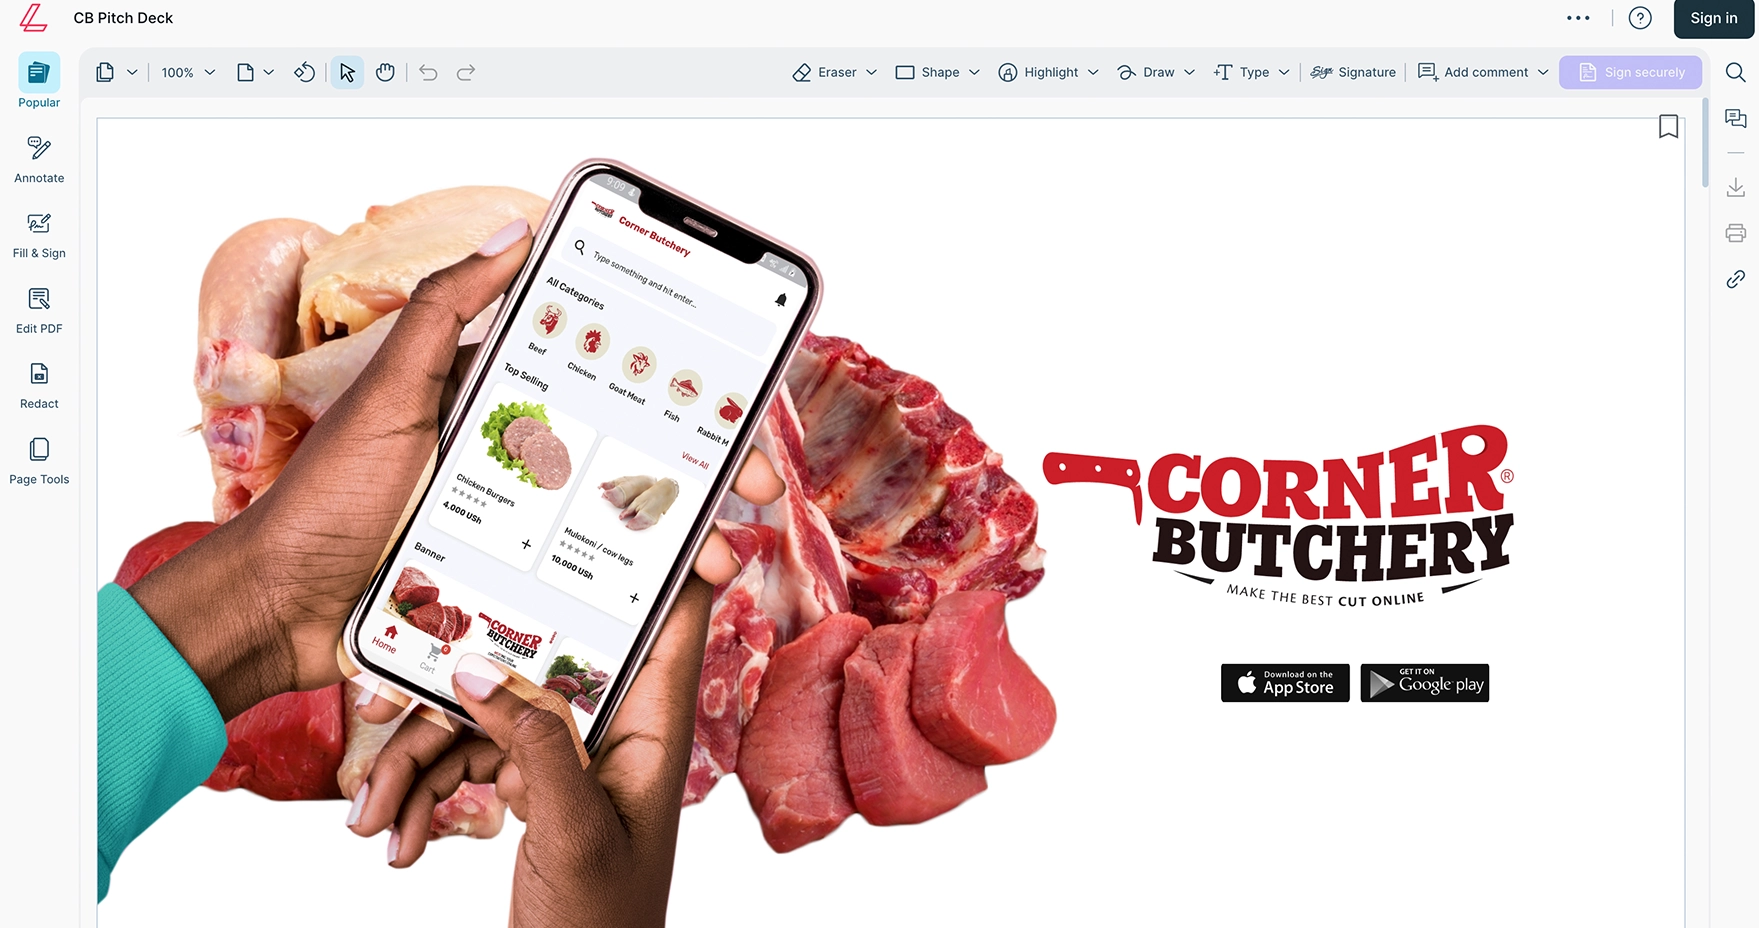 CB Pitch Deck
Sign in
Popular
100%
Eraser
Shape
Highlight
Draw
Type
Sign
Signature
Add comment
Sign securely
Annotate
Fill & Sign
Edit PDF
Redact
Page Tools
9:09
CORNER
BUTCHERY
Corner Butchery
Type something and hit enter...
All Categories
Beef
Chicken
Goat Meat
Fish
Rabbit M
Top Selling
View All
Chicken Burgers
4,000 USh
+
Mulokoni / cow legs
10,000 USh
+
Banner
CORNER
BUTCHERY
Home
Cart
0
CORNER®
BUTCHERY
MAKE THE BEST CUT ONLINE
Download on the
App Store
GET IT ON
Google play